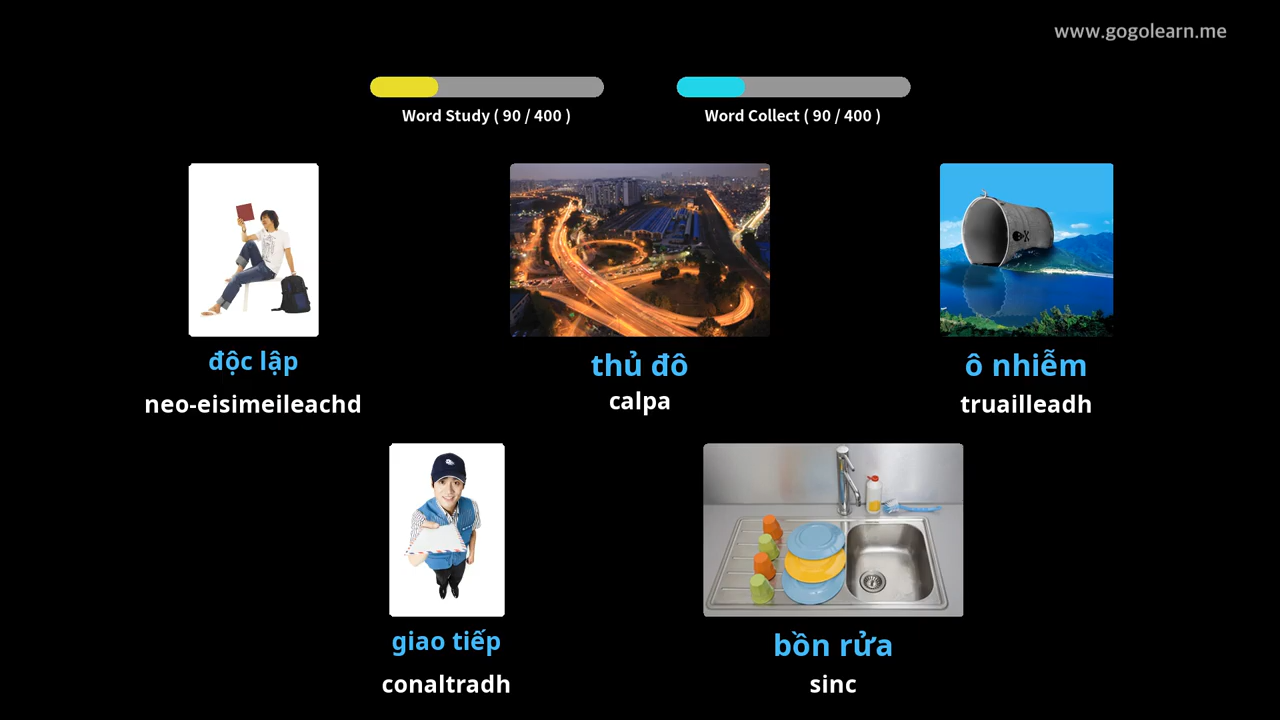 www.gogolearn.me
Word Study ( 90 / 400 )
Word Collect ( 90 / 400 )
độc lập
neo-eisimeileachd
thủ đô
calpa
ô nhiễm
truailleadh
giao tiếp
conaltradh
bồn rửa
sinc